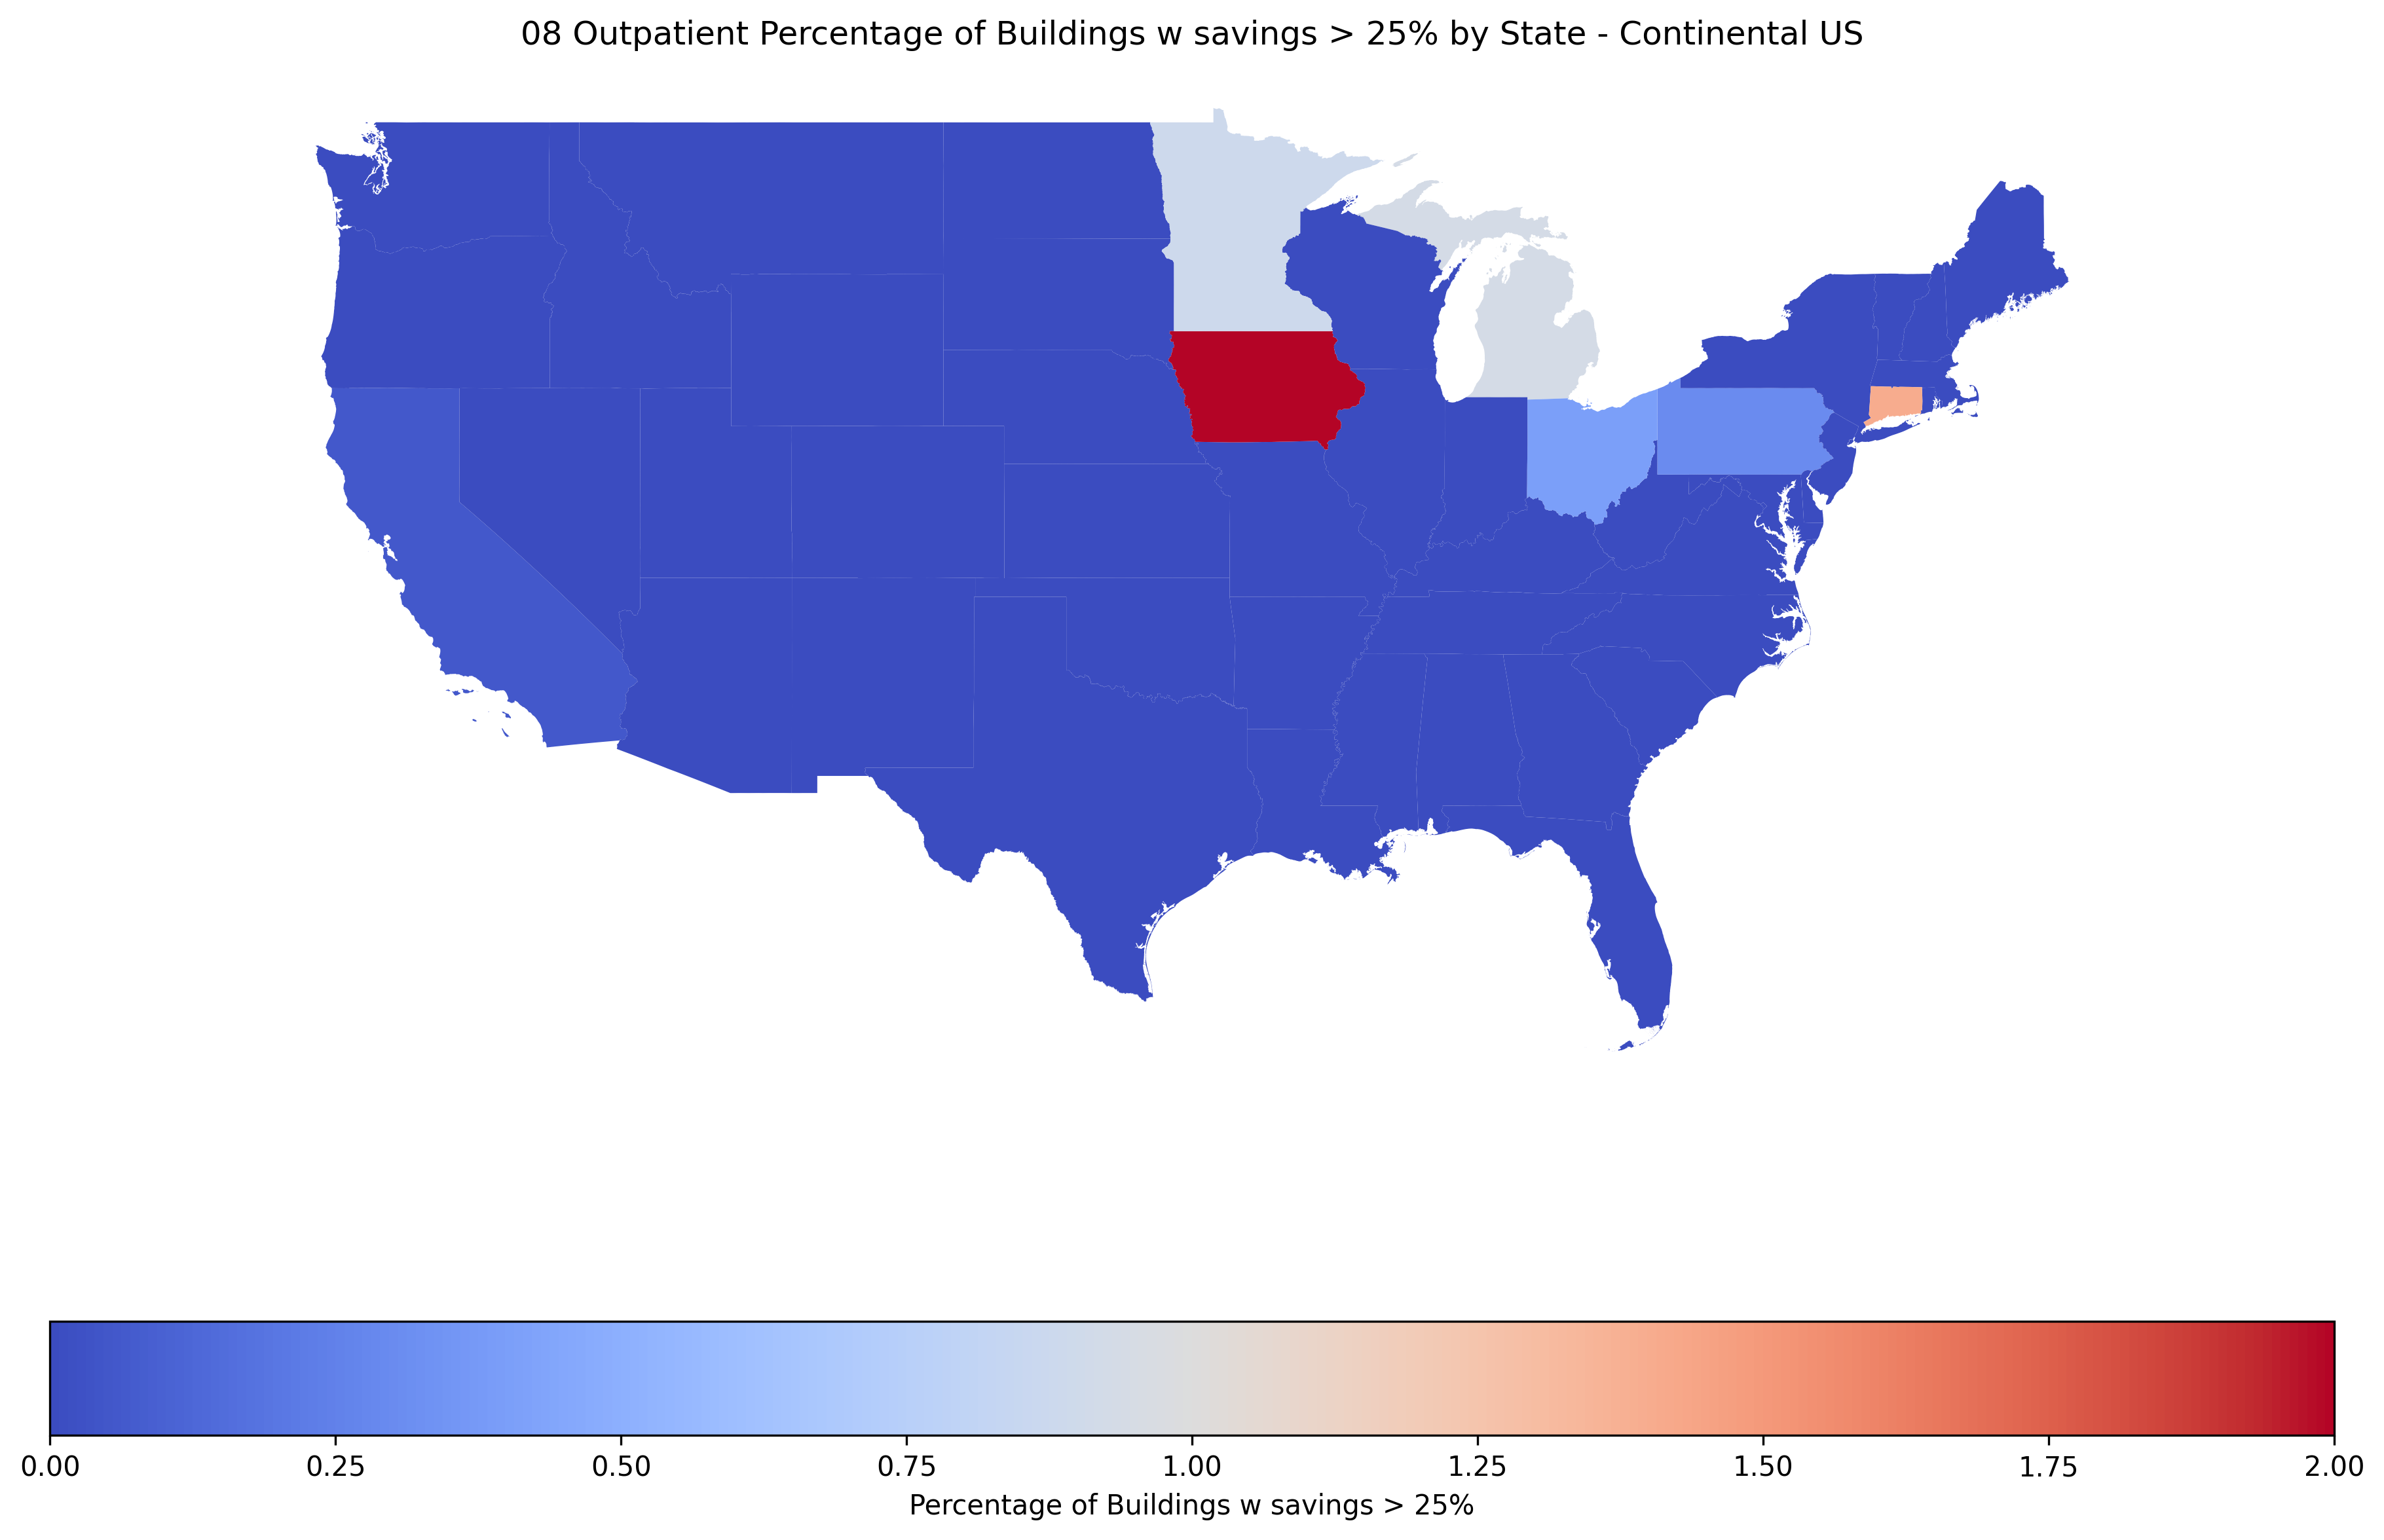 08 Outpatient Percentage of Buildings w savings > 25% by State - Continental US
0.00 0.25 0.50 0.75 1.00 1.25 1.50 1.75 2.00
Percentage of Buildings w savings > 25%